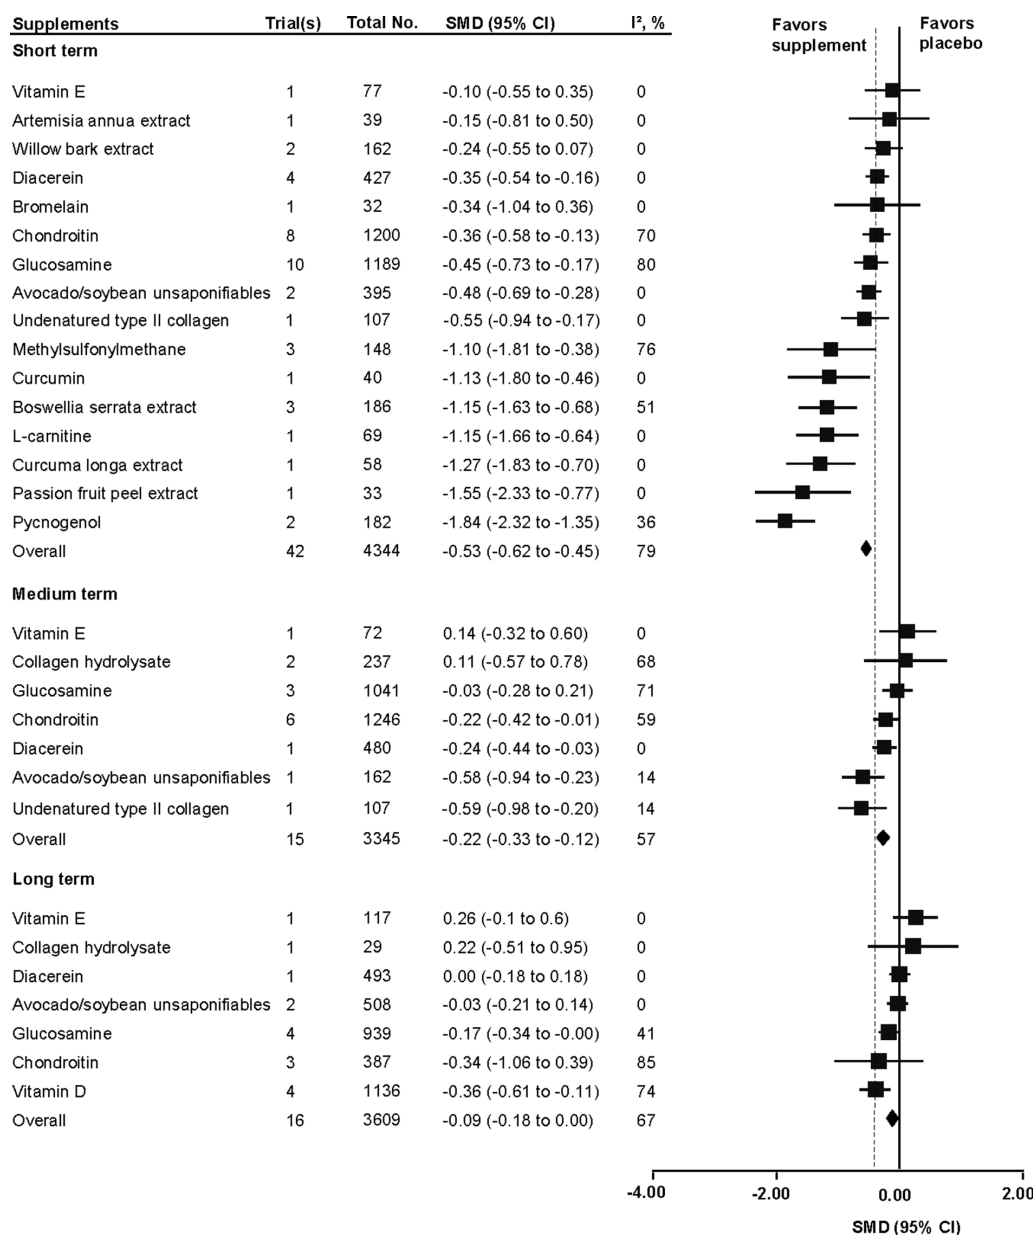 Supplements Trial(s) Total No. SMD (95% CI) I², % Favors supplement Favors placebo
Short term
Vitamin E 1 77 -0.10 (-0.55 to 0.35) 0
Artemisia annua extract 1 39 -0.15 (-0.81 to 0.50) 0
Willow bark extract 2 162 -0.24 (-0.55 to 0.07) 0
Diacerein 4 427 -0.35 (-0.54 to -0.16) 0
Bromelain 1 32 -0.34 (-1.04 to 0.36) 0
Chondroitin 8 1200 -0.36 (-0.58 to -0.13) 70
Glucosamine 10 1189 -0.45 (-0.73 to -0.17) 80
Avocado/soybean unsaponifiables 2 395 -0.48 (-0.69 to -0.28) 0
Undenatured type II collagen 1 107 -0.55 (-0.94 to -0.17) 0
Methylsulfonylmethane 3 148 -1.10 (-1.81 to -0.38) 76
Curcumin 1 40 -1.13 (-1.80 to -0.46) 0
Boswellia serrata extract 3 186 -1.15 (-1.63 to -0.68) 51
L-carnitine 1 69 -1.15 (-1.66 to -0.64) 0
Curcuma longa extract 1 58 -1.27 (-1.83 to -0.70) 0
Passion fruit peel extract 1 33 -1.55 (-2.33 to -0.77) 0
Pycnogenol 2 182 -1.84 (-2.32 to -1.35) 36
Overall 42 4344 -0.53 (-0.62 to -0.45) 79
Medium term
Vitamin E 1 72 0.14 (-0.32 to 0.60) 0
Collagen hydrolysate 2 237 0.11 (-0.57 to 0.78) 68
Glucosamine 3 1041 -0.03 (-0.28 to 0.21) 71
Chondroitin 6 1246 -0.22 (-0.42 to -0.01) 59
Diacerein 1 480 -0.24 (-0.44 to -0.03) 0
Avocado/soybean unsaponifiables 1 162 -0.58 (-0.94 to -0.23) 14
Undenatured type II collagen 1 107 -0.59 (-0.98 to -0.20) 14
Overall 15 3345 -0.22 (-0.33 to -0.12) 57
Long term
Vitamin E 1 117 0.26 (-0.1 to 0.6) 0
Collagen hydrolysate 1 29 0.22 (-0.51 to 0.95) 0
Diacerein 1 493 0.00 (-0.18 to 0.18) 0
Avocado/soybean unsaponifiables 2 508 -0.03 (-0.21 to 0.14) 0
Glucosamine 4 939 -0.17 (-0.34 to -0.00) 41
Chondroitin 3 387 -0.34 (-1.06 to 0.39) 85
Vitamin D 4 1136 -0.36 (-0.61 to -0.11) 74
Overall 16 3609 -0.09 (-0.18 to 0.00) 67
-4.00 -2.00 0.00 2.00
SMD (95% CI)